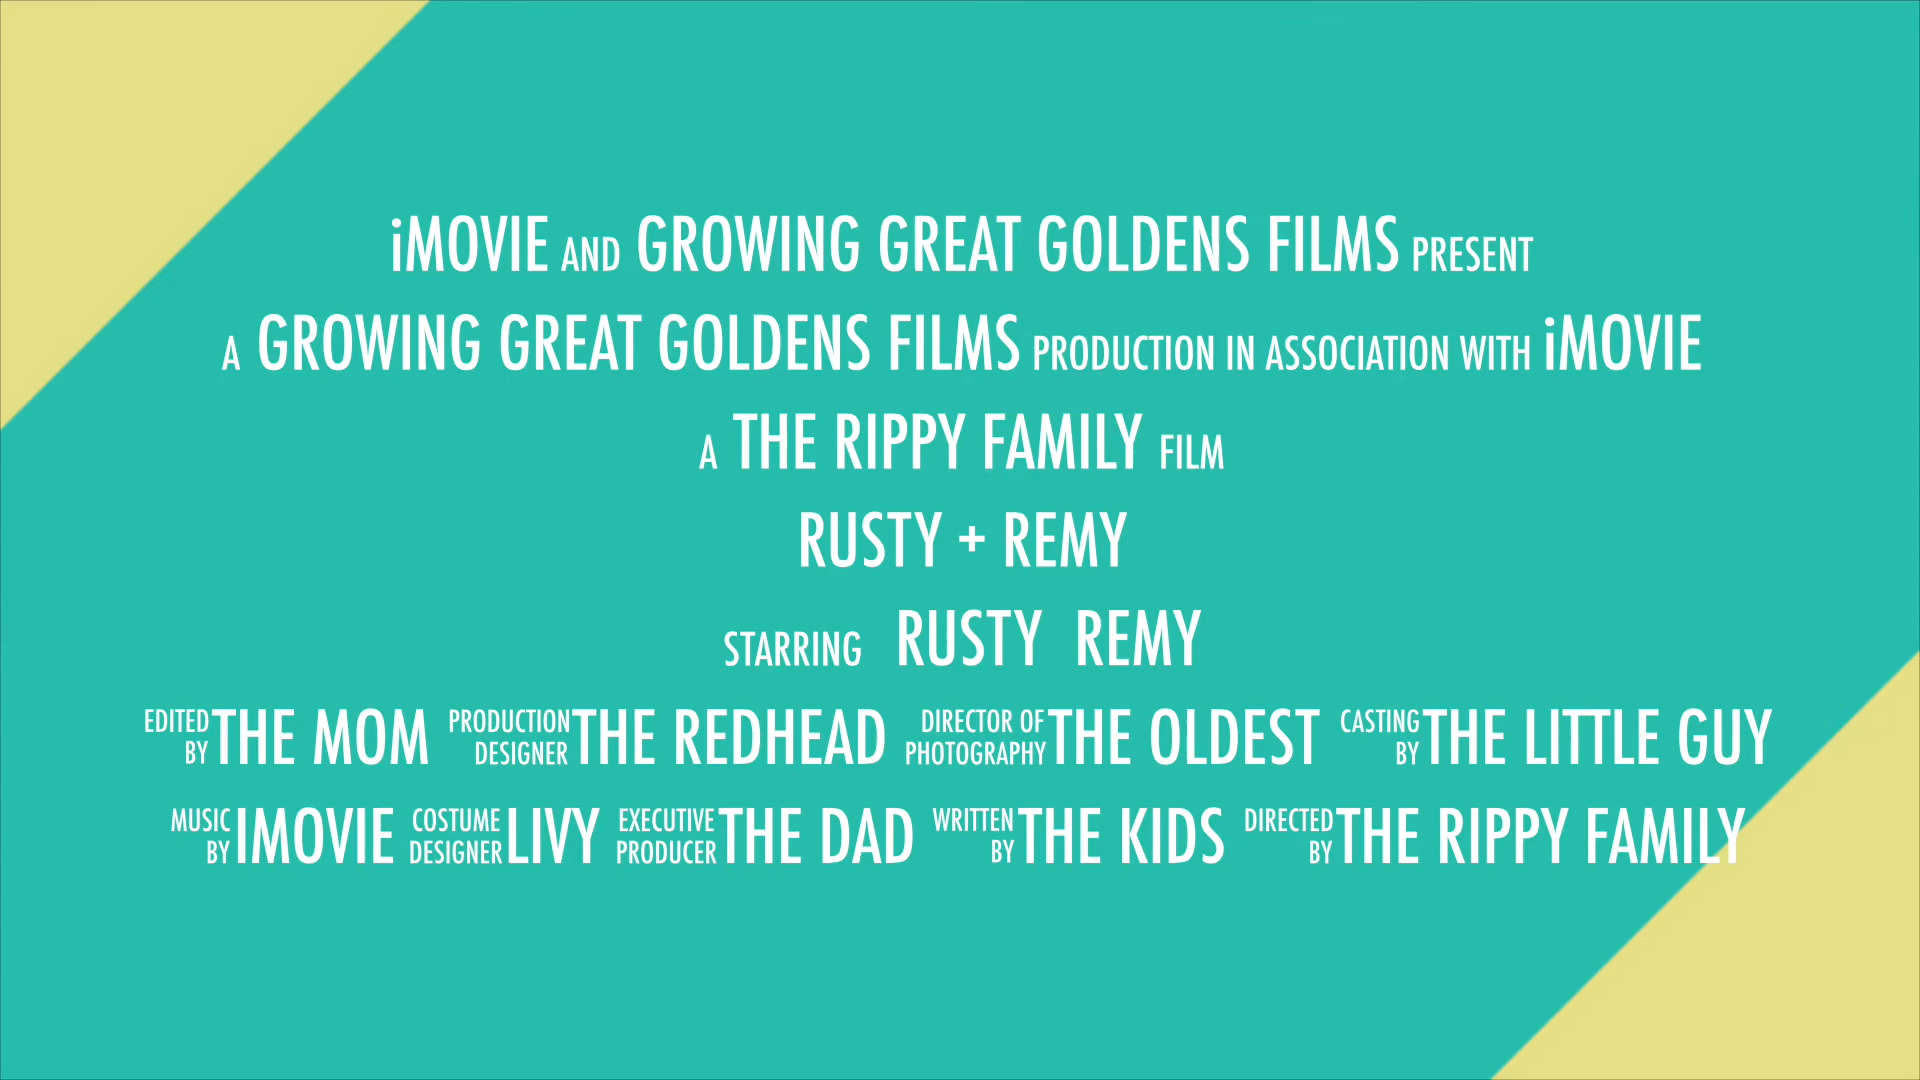 iMOVIE AND GROWING GREAT GOLDENS FILMS PRESENT
A GROWING GREAT GOLDENS FILMS PRODUCTION IN ASSOCIATION WITH iMOVIE
A THE RIPPY FAMILY FILM
RUSTY + REMY
STARRING RUSTY REMY
EDITED BY THE MOM PRODUCTION DESIGNER THE REDHEAD DIRECTOR OF PHOTOGRAPHY THE OLDEST CASTING BY THE LITTLE GUY
MUSIC BY IMOVIE COSTUME DESIGNER LIVY EXECUTIVE PRODUCER THE DAD WRITTEN BY THE KIDS DIRECTED BY THE RIPPY FAMILY